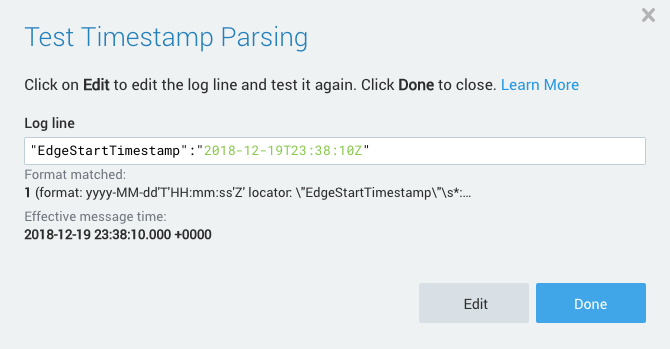 Test Timestamp Parsing
Click on Edit to edit the log line and test it again. Click Done to close. Learn More
Log line
"EdgeStartTimestamp":"2018-12-19T23:38:10Z"
Format matched:
1 (format: yyyy-MM-dd'T'HH:mm:ss'Z' locator: \"EdgeStartTimestamp\"\s*:...
Effective message time:
2018-12-19 23:38:10.000 +0000
Edit Done